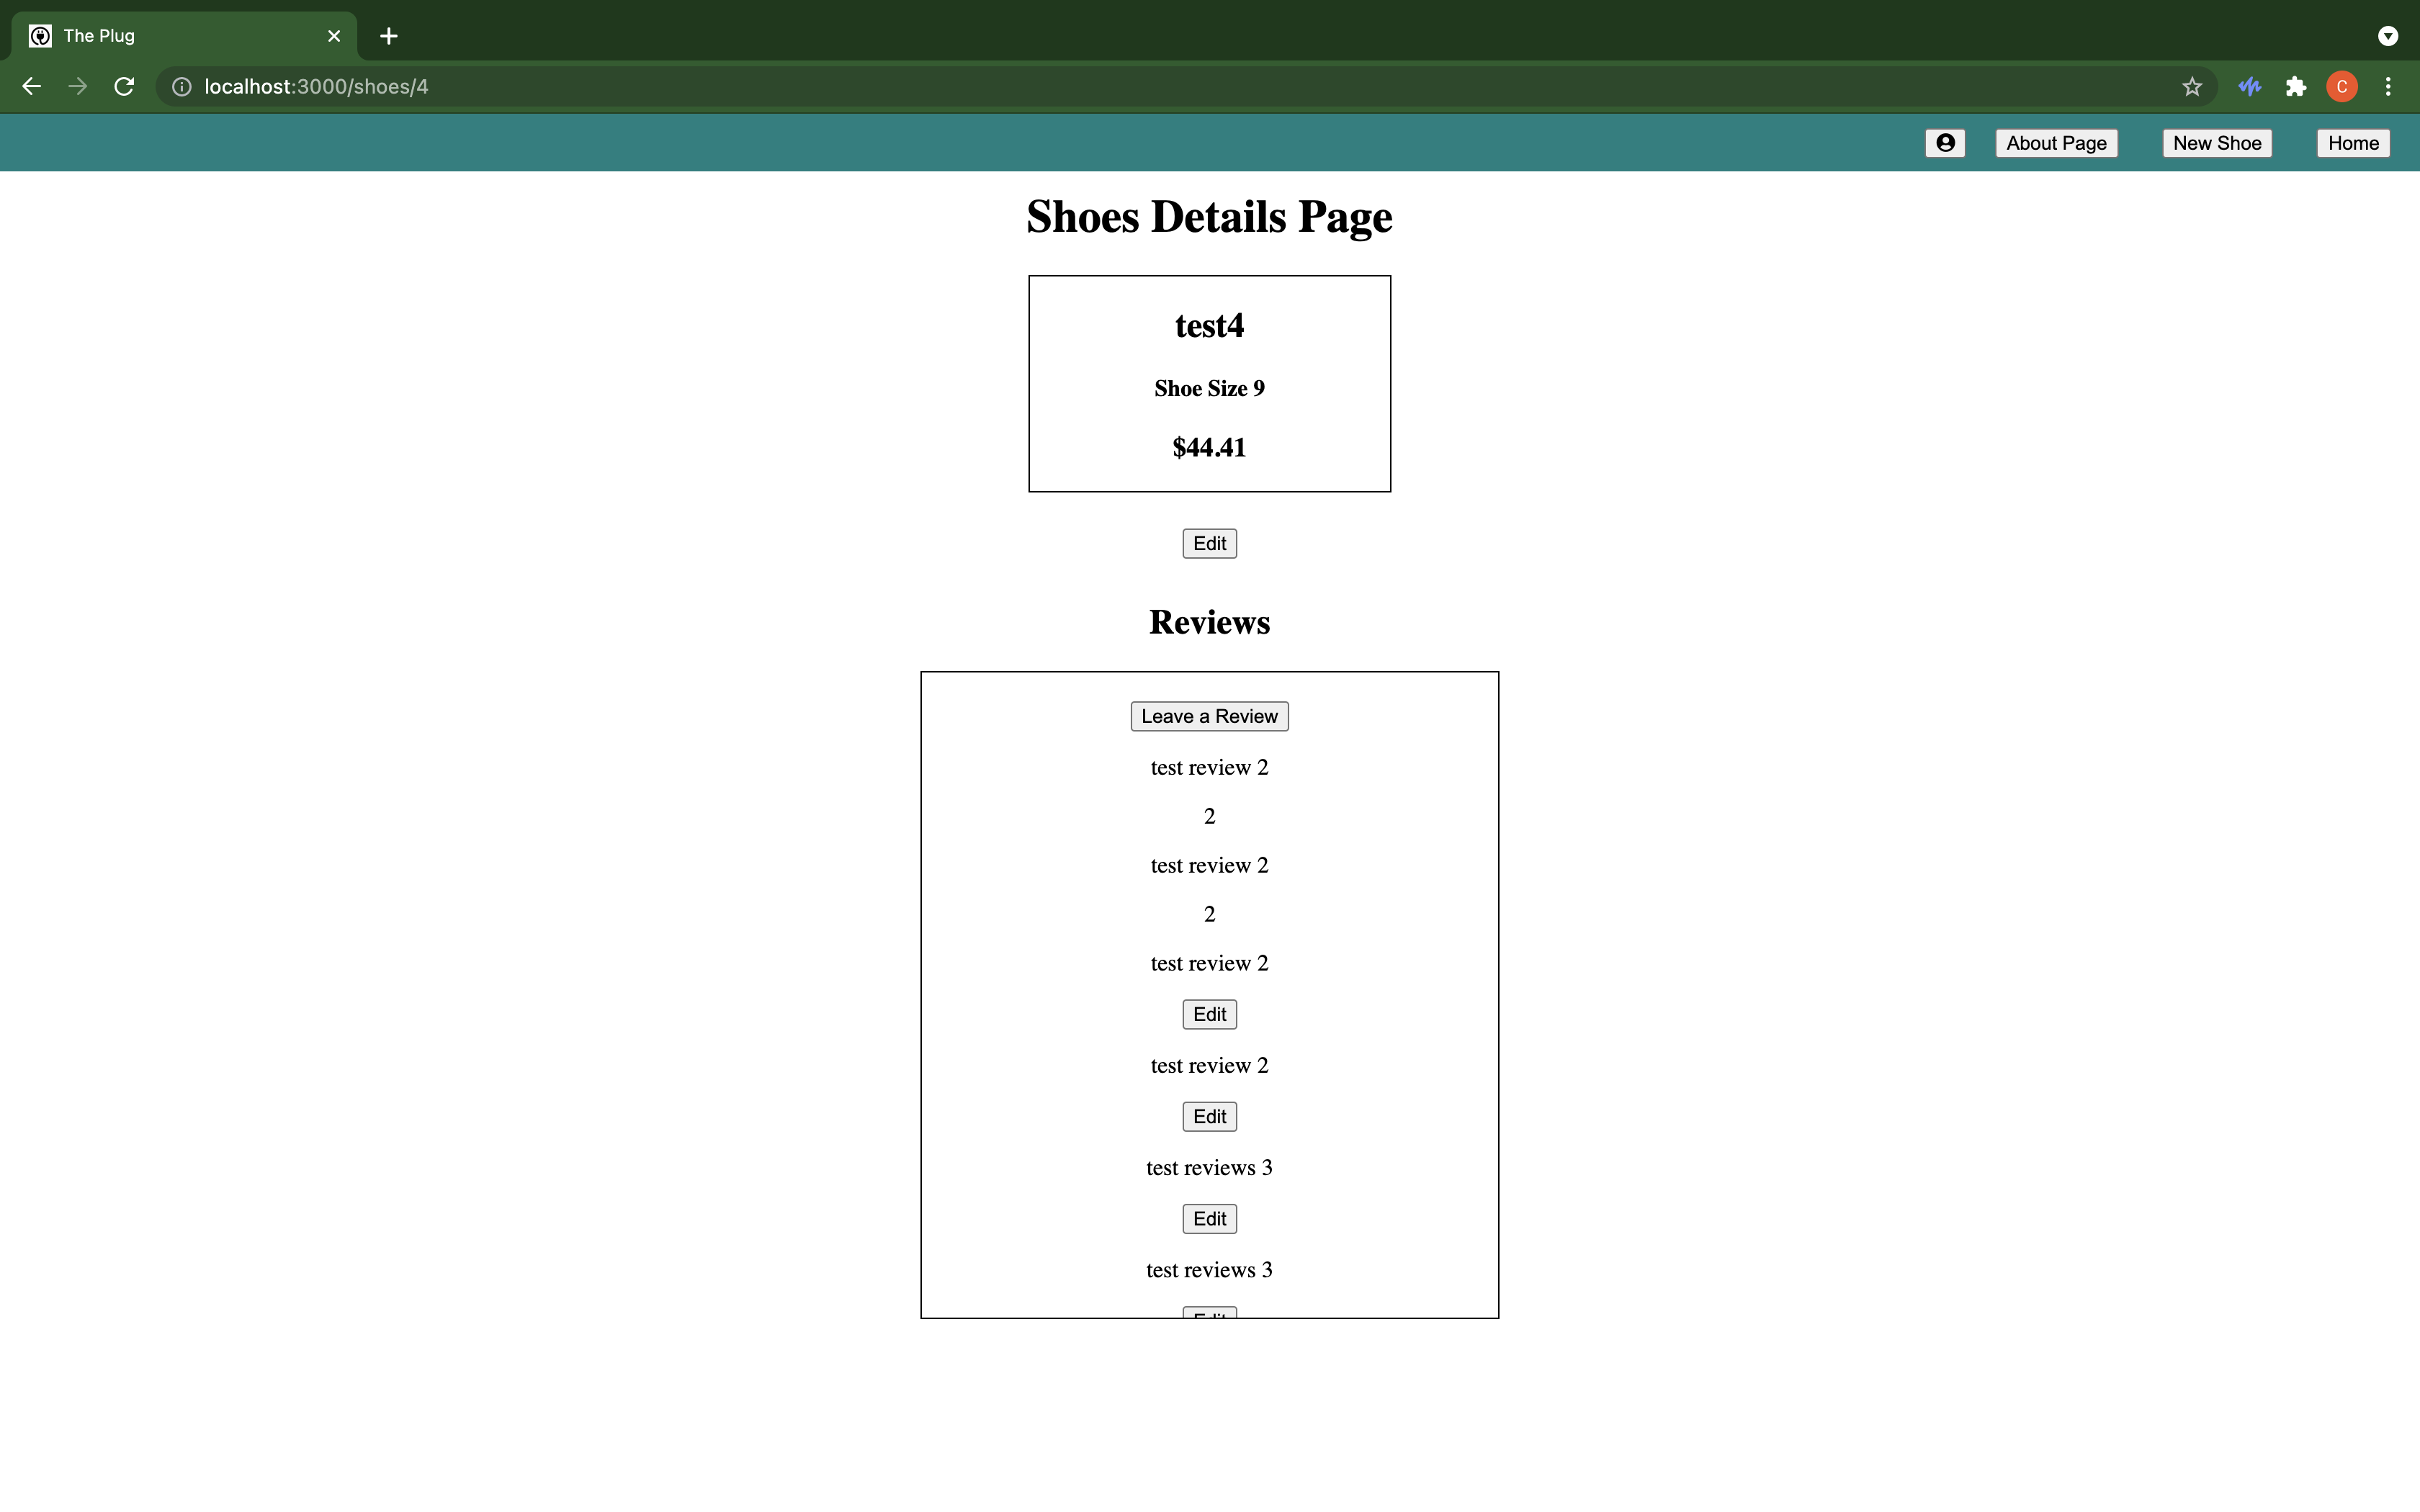 The Plug
localhost:3000/shoes/4
C
About Page
New Shoe
Home
Shoes Details Page
test4
Shoe Size 9
$44.41
Edit
Reviews
Leave a Review
test review 2
2
test review 2
2
test review 2
Edit
test review 2
Edit
test reviews 3
Edit
test reviews 3
Edit